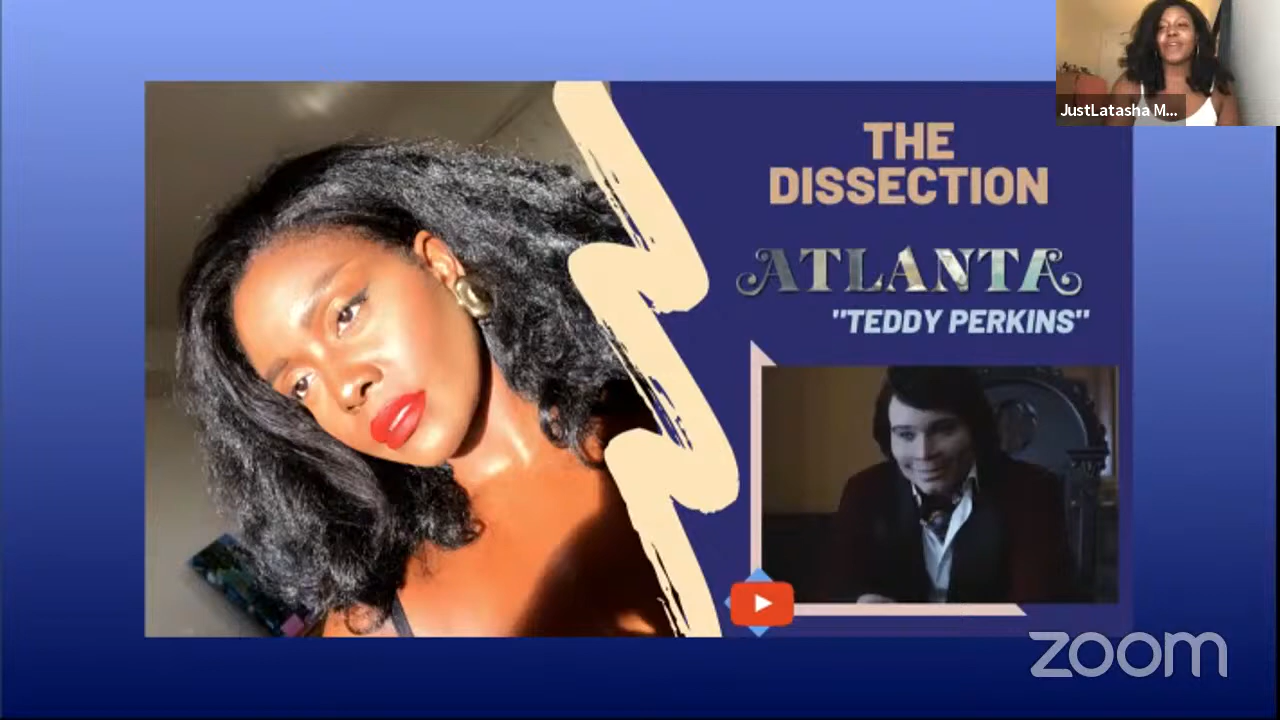 JustLatasha M...
THE
DISSECTION
ATLANTA
"TEDDY PERKINS"
zoom